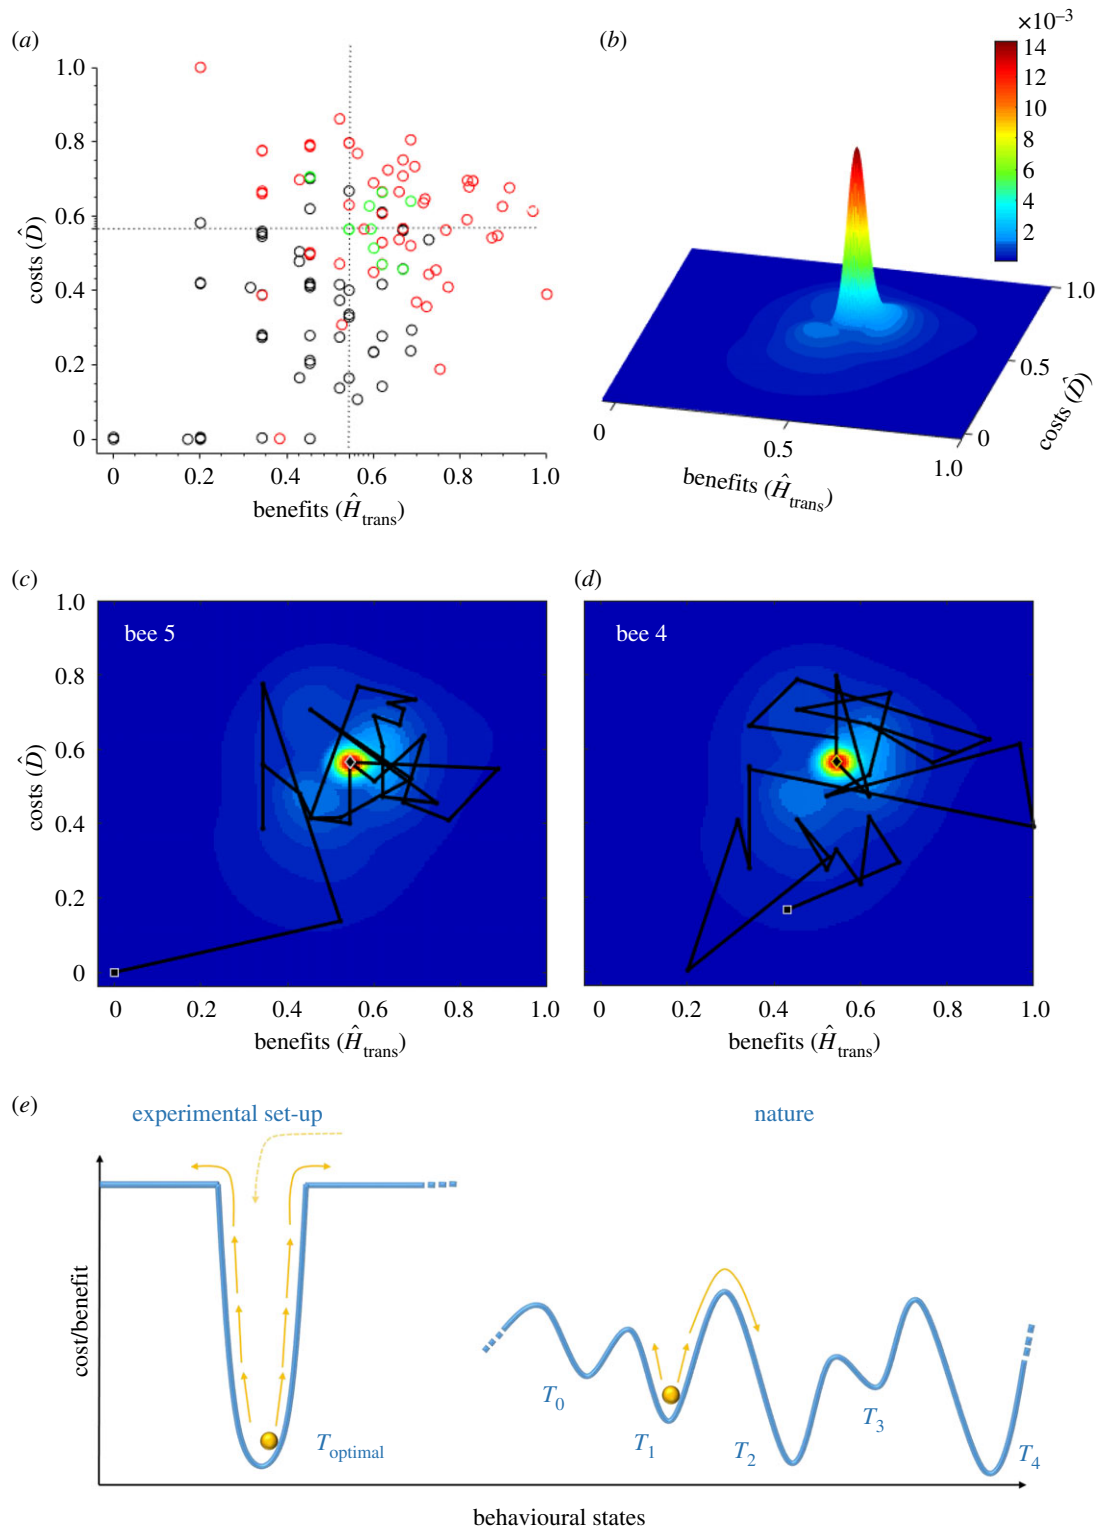 (a)
1.0
0.8
0.6
0.4
0.2
0
costs (D̂)
0 0.2 0.4 0.6 0.8 1.0
benefits (Ĥtrans)
(b)
×10–3
14
12
10
8
6
4
2
1.0
0.5
0
costs (D̂)
0 0.5 1.0
benefits (Ĥtrans)
(c)
1.0
0.8
0.6
0.4
0.2
0
costs (D̂)
bee 5
0 0.2 0.4 0.6 0.8 1.0
benefits (Ĥtrans)
(d)
bee 4
0 0.2 0.4 0.6 0.8 1.0
benefits (Ĥtrans)
(e)
experimental set-up
nature
cost/benefit
Toptimal
T0
T1
T2
T3
T4
behavioural states